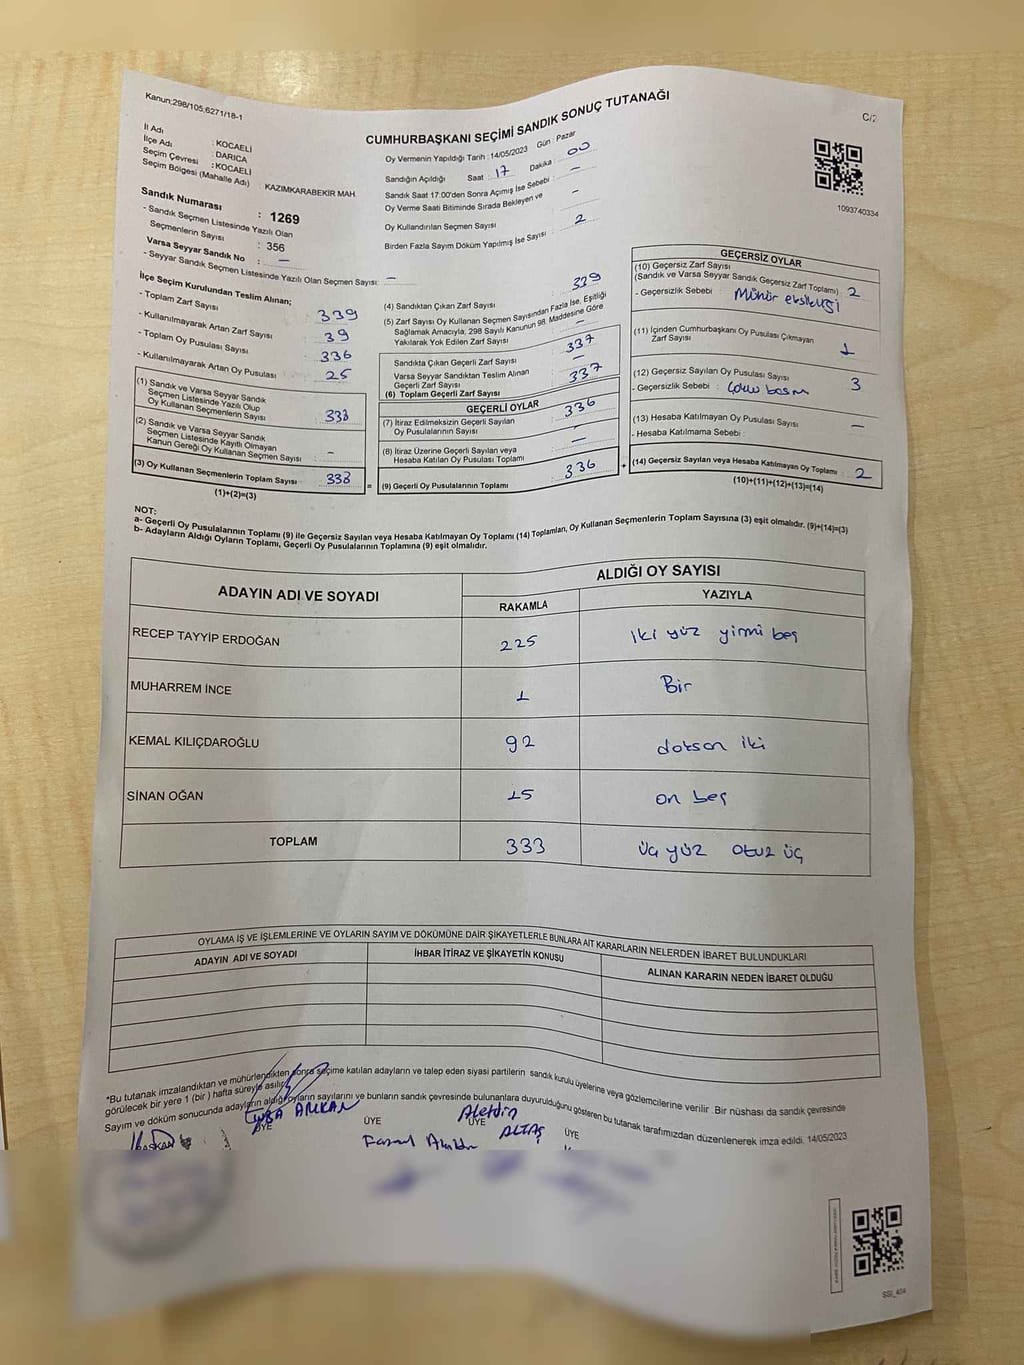 Kanun;298/105;6271/18-1
C/2
CUMHURBAŞKANI SEÇİMİ SANDIK SONUÇ TUTANAĞI
İl Adı : KOCAELİ
İlçe Adı : DARICA
Seçim Çevresi : KOCAELİ
Seçim Bölgesi (Mahalle Adı) KAZIMKARABEKIR MAH.
Oy Vermenin Yapıldığı Tarih : 14/05/2023 Gün : Pazar
Sandığın Açıldığı Saat : 17 Dakika : 00
Sandık Saat 17.00'den Sonra Açımış İse Sebebi : –
Oy Verme Saati Bitiminde Sırada Bekleyen ve
Oy Kullandırılan Seçmen Sayısı –
Birden Fazla Sayım Döküm Yapılmış İse Sayısı : 2
1093740334
Sandık Numarası : 1269
- Sandık Seçmen Listesinde Yazılı Olan
Seçmenlerin Sayısı : 356
Varsa Seyyar Sandık No : –
- Seyyar Sandık Seçmen Listesinde Yazılı Olan Seçmen Sayısı: –
İlçe Seçim Kurulundan Teslim Alınan;
- Toplam Zarf Sayısı : 339
- Kullanılmayarak Artan Zarf Sayısı : 39
- Toplam Oy Pusulası Sayısı : 336
- Kullanılmayarak Artan Oy Pusulası : 25
(1) Sandık ve Varsa Seyyar Sandık
Seçmen Listesinde Yazılı Olup
Oy Kullanan Seçmenlerin Sayısı : 338
(2) Sandık ve Varsa Seyyar Sandık
Seçmen Listesinde Kayıtlı Olmayan
Kanun Gereği Oy Kullanan Seçmen Sayısı : –
(3) Oy Kullanan Seçmenlerin Toplam Sayısı : 338
(1)+(2)=(3)
(4) Sandıktan Çıkan Zarf Sayısı : 339
(5) Zarf Sayısı Oy Kullanan Seçmen Sayısından Fazla İse, Eşitliği
Sağlamak Amacıyla, 298 Sayılı Kanunun 98. Maddesine Göre
Yakılarak Yok Edilen Zarf Sayısı : –
Sandıkta Çıkan Geçerli Zarf Sayısı : 337
Varsa Seyyar Sandıktan Teslim Alınan
Geçerli Zarf Sayısı : –
(6) Toplam Geçerli Zarf Sayısı : 337
GEÇERLİ OYLAR
(7) İtiraz Edilmeksizin Geçerli Sayılan
Oy Pusulalarının Sayısı : 336
(8) İtiraz Üzerine Geçerli Sayılan veya
Hesaba Katılan Oy Pusulası Toplamı : –
(9) Geçerli Oy Pusulalarının Toplamı : 336
GEÇERSİZ OYLAR
(10) Geçersiz Zarf Sayısı
(Sandık ve Varsa Seyyar Sandık Geçersiz Zarf Toplamı) : 2
- Geçersizlik Sebebi : Mühür eksikliği
(11) İçinden Cumhurbaşkanı Oy Pusulası Çıkmayan
Zarf Sayısı : 1
(12) Geçersiz Sayılan Oy Pusulası Sayısı : 3
- Geçersizlik Sebebi :
(13) Hesaba Katılmayan Oy Pusulası Sayısı : –
- Hesaba Katılmama Sebebi :
(14) Geçersiz Sayılan veya Hesaba Katılmayan Oy Toplamı : 2
(10)+(11)+(12)+(13)=(14)
NOT:
a- Geçerli Oy Pusulalarının Toplamı (9) ile Geçersiz Sayılan veya Hesaba Katılmayan Oy Toplamı (14) Toplamları, Oy Kullanan Seçmenlerin Toplam Sayısına (3) eşit olmalıdır. (9)+(14)=(3)
b- Adayların Aldığı Oyların Toplamı, Geçerli Oy Pusulalarının Toplamına (9) eşit olmalıdır.
ADAYIN ADI VE SOYADI
ALDIĞI OY SAYISI
RAKAMLA YAZIYLA
RECEP TAYYİP ERDOĞAN 225 iki yüz yirmi beş
MUHARREM İNCE 1 Bir
KEMAL KILIÇDAROĞLU 92 doksan iki
SİNAN OĞAN 15 on beş
TOPLAM 333 üç yüz otuz üç
OYLAMA İŞ VE İŞLEMLERİNE VE OYLARIN SAYIM VE DÖKÜMÜNE DAİR ŞİKAYETLERLE BUNLARA AİT KARARLARIN NELERDEN İBARET BULUNDUKLARI
ADAYIN ADI VE SOYADI İHBAR İTİRAZ VE ŞİKAYETİN KONUSU ALINAN KARARIN NEDEN İBARET OLDUĞU
*Bu tutanak imzalandıktan ve mühürlendikten sonra seçime katılan adayların ve talep eden siyasi partilerin sandık kurulu üyelerine veya gözlemcilerine verilir. Bir nüshası da sandık çevresinde
görülecek bir yere 1 (bir) hafta süreyle asılır.
Sayım ve döküm sonucunda adayların aldığı oyların sayılarını ve bunların sandık çevresinde bulunanlara duyurulduğunu gösteren bu tutanak tarafımızdan düzenlenerek imza edildi. 14/05/2023
BAŞKAN ÜYE ÜYE ÜYE ÜYE
ARIKAN
ALTAŞ
SSI_404